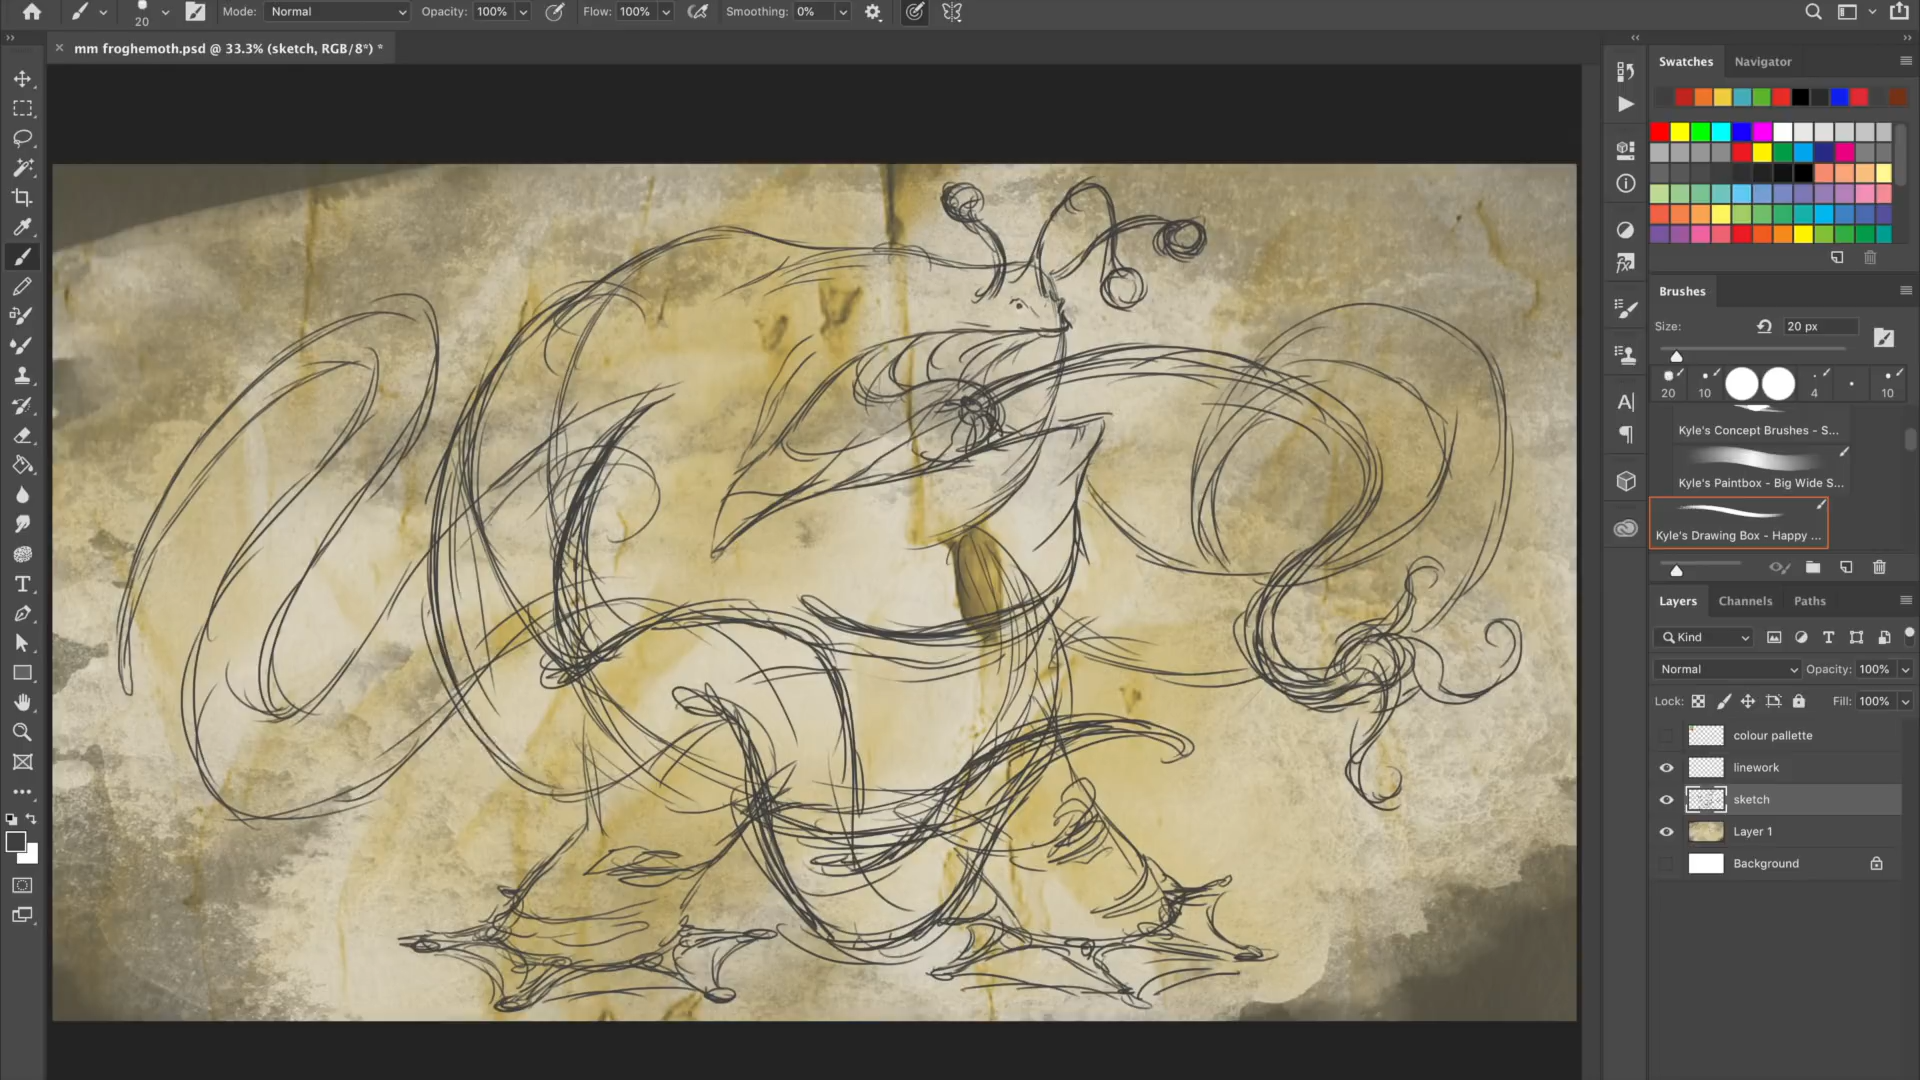 20
Mode: Normal
Opacity: 100%
Flow: 100%
Smoothing: 0%
mm froghemoth.psd @ 33.3% (sketch, RGB/8*) *
Swatches
Navigator
Brushes
Size:
20 px
20
10
4
10
Kyle's Concept Brushes - S...
Kyle's Paintbox - Big Wide S...
Kyle's Drawing Box - Happy ...
Layers
Channels
Paths
Kind
Normal
Opacity: 100%
Lock:
Fill: 100%
colour pallette
linework
sketch
Layer 1
Background